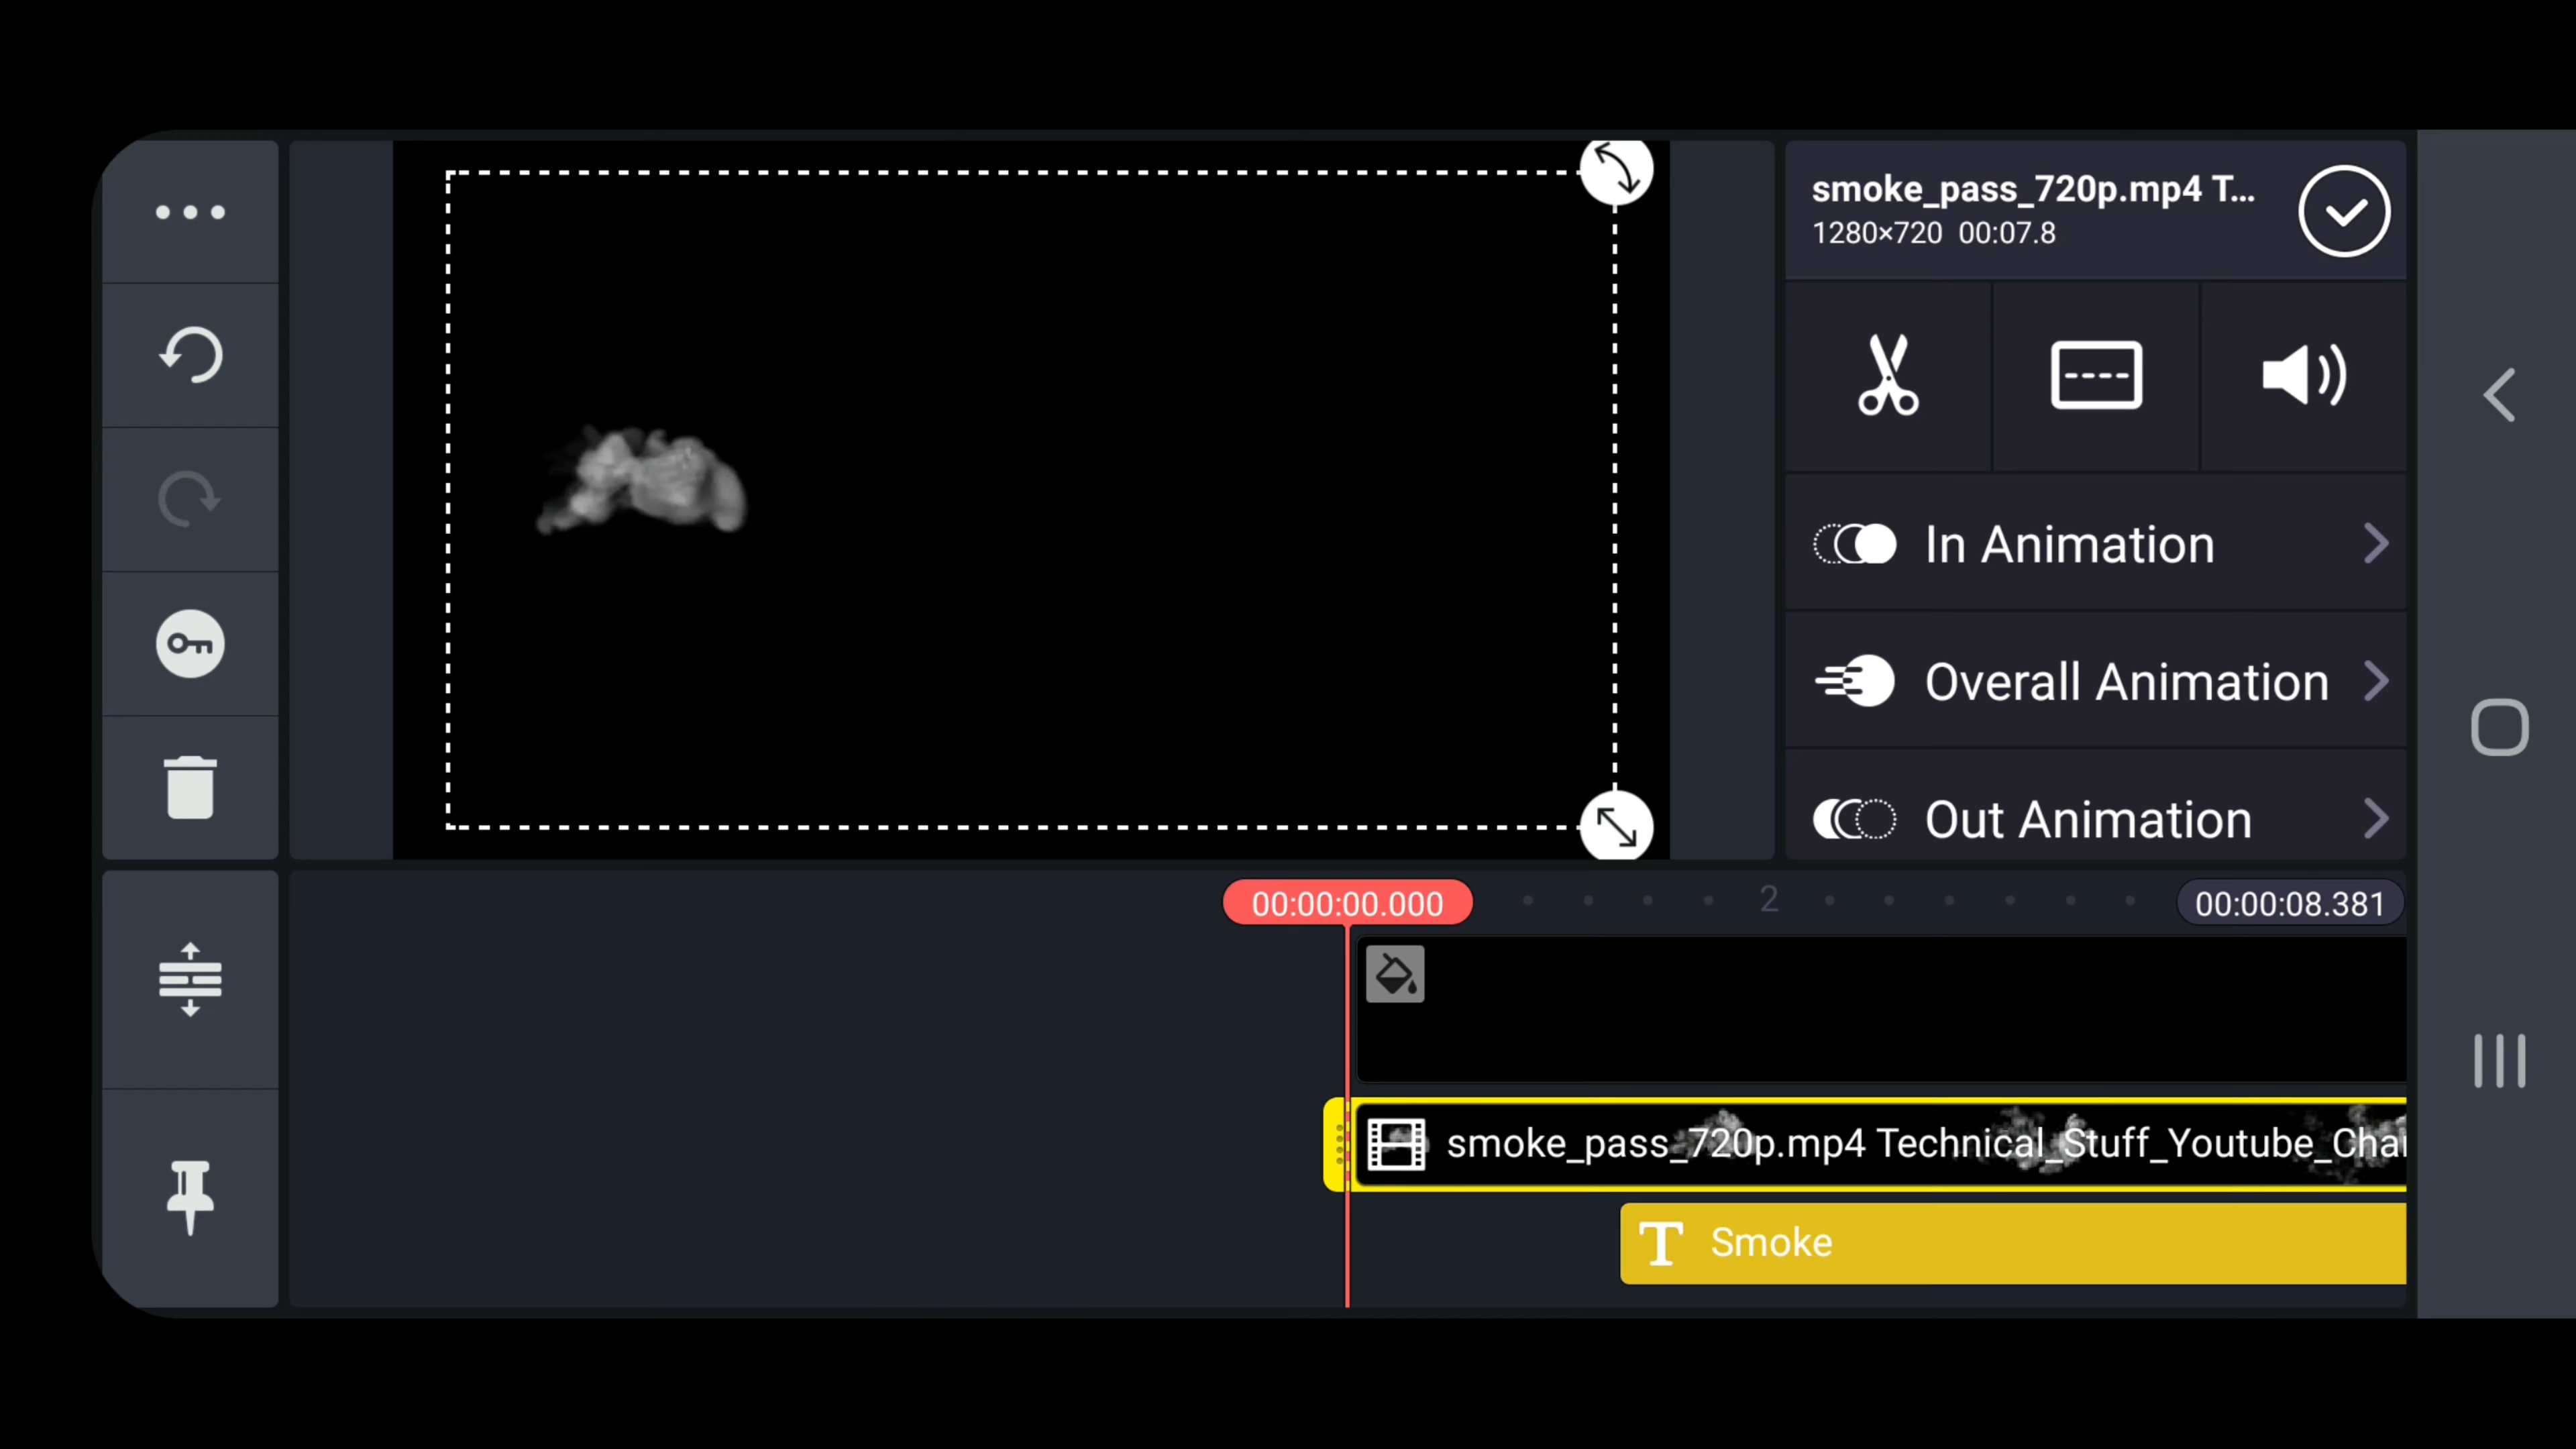 smoke_pass_720p.mp4 T...
1280×720 00:07.8
In Animation
Overall Animation
Out Animation
00:00:00.000
2
00:00:08.381
smoke_pass_720p.mp4 Technical_Stuff_Youtube_Cha
T Smoke